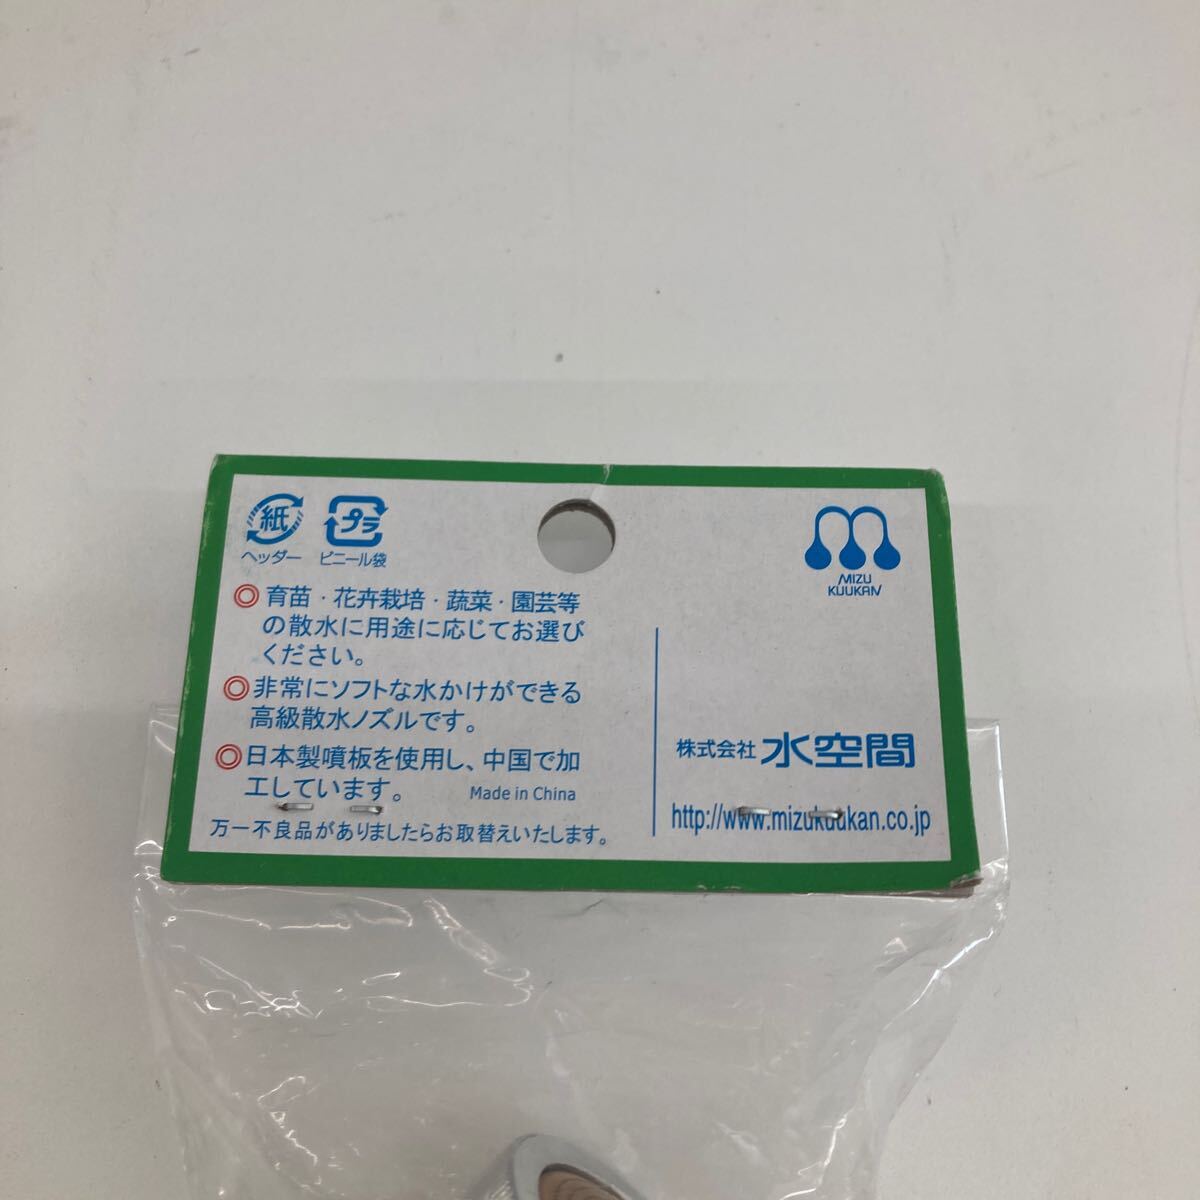 紙
プラ
ヘッダー
ビニール袋
◎育苗・花卉栽培・蔬菜・園芸等
の散水に用途に応じてお選び
ください。
◎非常にソフトな水かけができる
高級散水ノズルです。
◎日本製噴板を使用し、中国で加
工しています。
Made in China
万一不良品がありましたらお取替えいたします。
MIZU
KUUKAN
株式会社 水空間
http://www.mizukuukan.co.jp